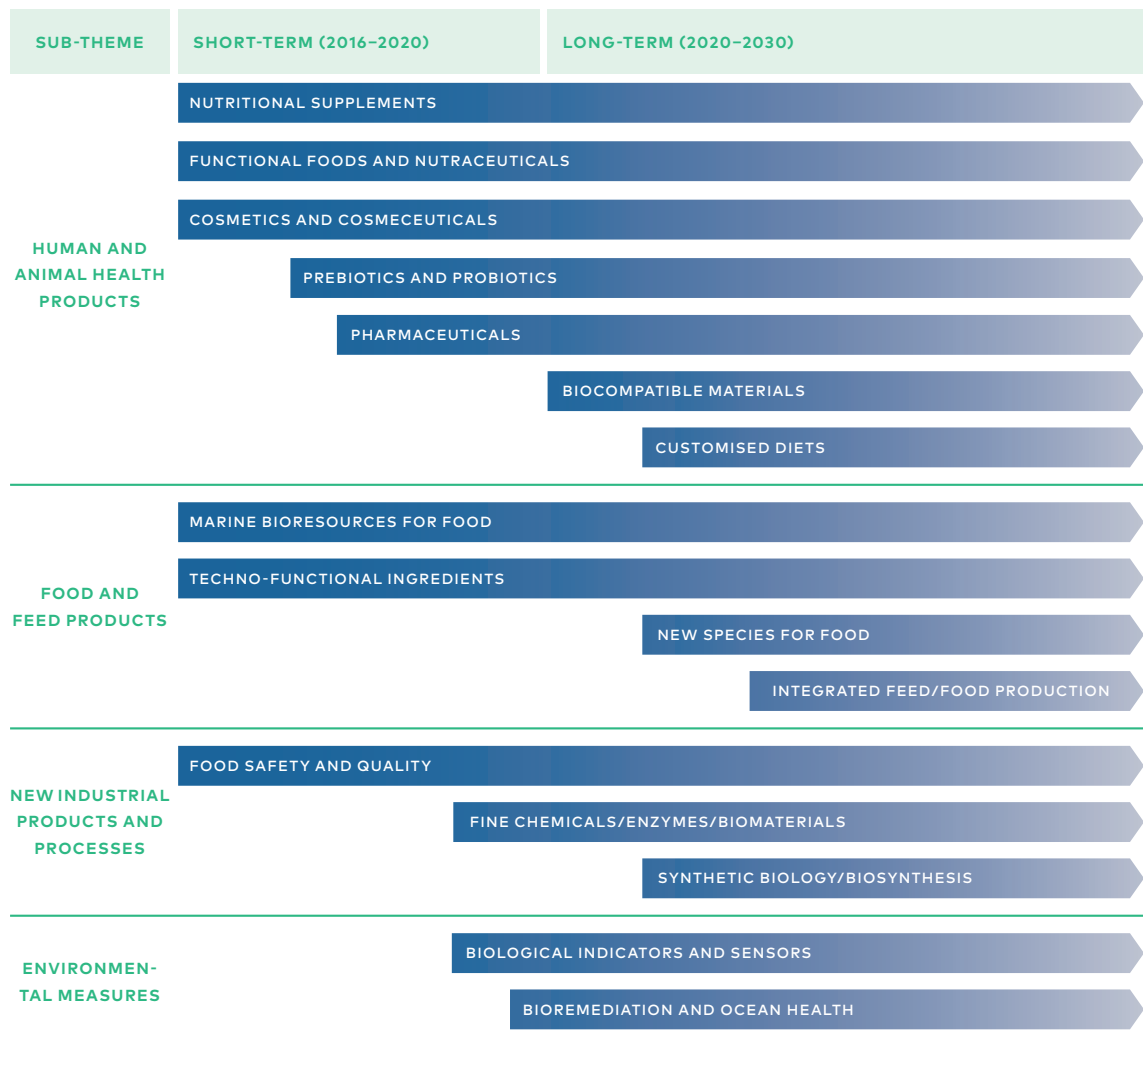 SUB-THEME
SHORT-TERM (2016–2020)
LONG-TERM (2020–2030)
HUMAN AND
ANIMAL HEALTH
PRODUCTS
NUTRITIONAL SUPPLEMENTS
FUNCTIONAL FOODS AND NUTRACEUTICALS
COSMETICS AND COSMECEUTICALS
PREBIOTICS AND PROBIOTICS
PHARMACEUTICALS
BIOCOMPATIBLE MATERIALS
CUSTOMISED DIETS
FOOD AND
FEED PRODUCTS
MARINE BIORESOURCES FOR FOOD
TECHNO-FUNCTIONAL INGREDIENTS
NEW SPECIES FOR FOOD
INTEGRATED FEED/FOOD PRODUCTION
NEW INDUSTRIAL
PRODUCTS AND
PROCESSES
FOOD SAFETY AND QUALITY
FINE CHEMICALS/ENZYMES/BIOMATERIALS
SYNTHETIC BIOLOGY/BIOSYNTHESIS
ENVIRONMEN-
TAL MEASURES
BIOLOGICAL INDICATORS AND SENSORS
BIOREMEDIATION AND OCEAN HEALTH